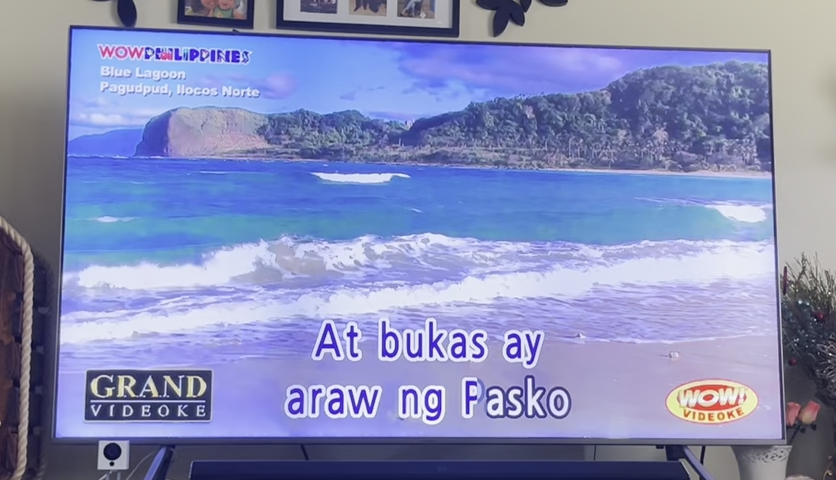 WOWPHILIPPINES
Blue Lagoon
Pagudpud, Ilocos Norte
At bukas ay
araw ng Pasko
GRAND
VIDEOKE
WOW!
VIDEOKE